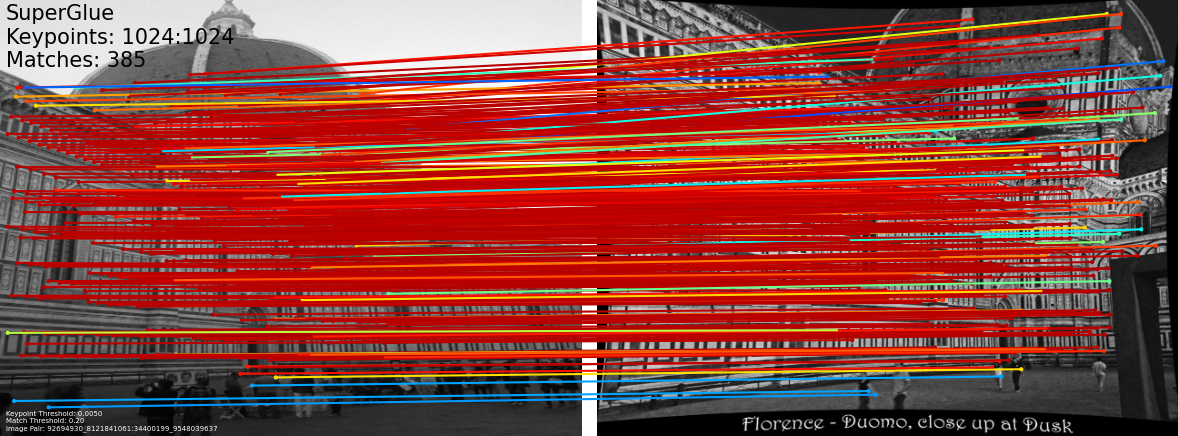 SuperGlue
Keypoints: 1024:1024
Matches: 385
Keypoint Threshold: 0.0050
Match Threshold: 0.20
Image Pair: 92694930_8121841061:34400199_9548039637
Florence - Duomo, close up at Dusk